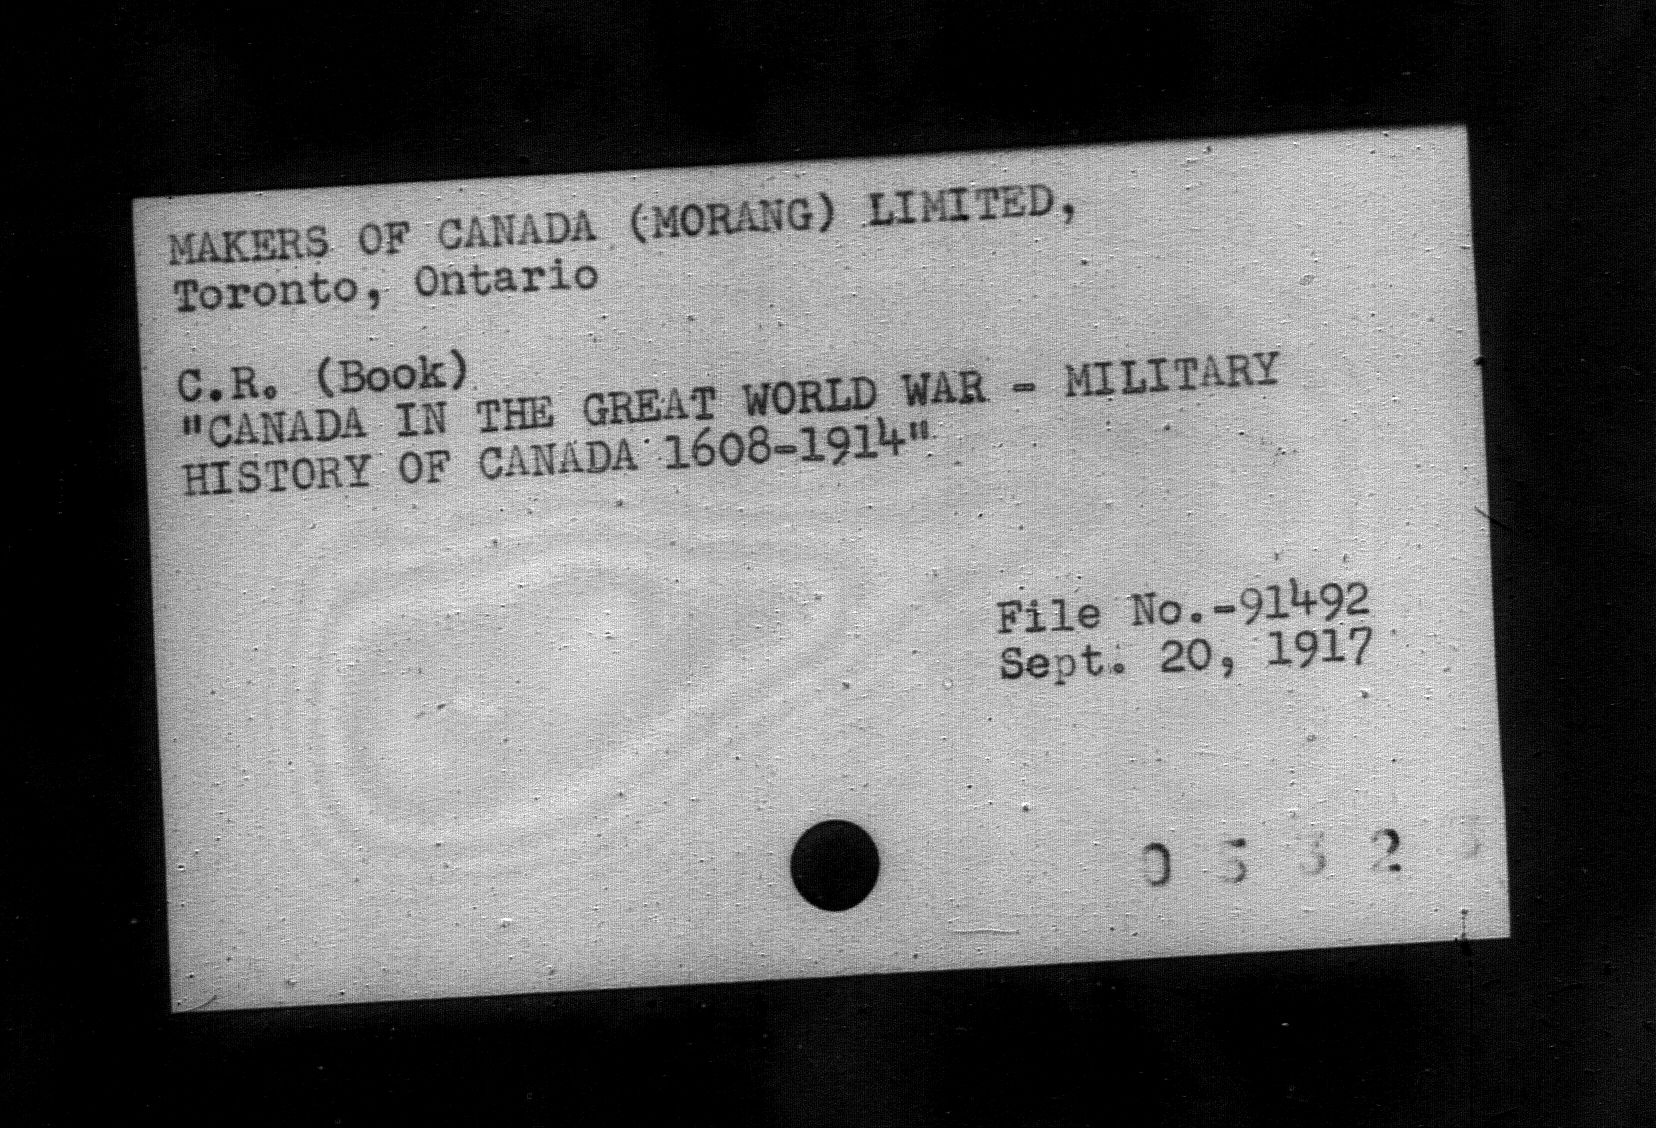 MAKERS OF CANADA (MORANG) LIMITED,
Toronto, Ontario
C.R. (Book)
"CANADA IN THE GREAT WORLD WAR - MILITARY
HISTORY OF CANADA 1608-1914"
File No.-91492
Sept. 20, 1917